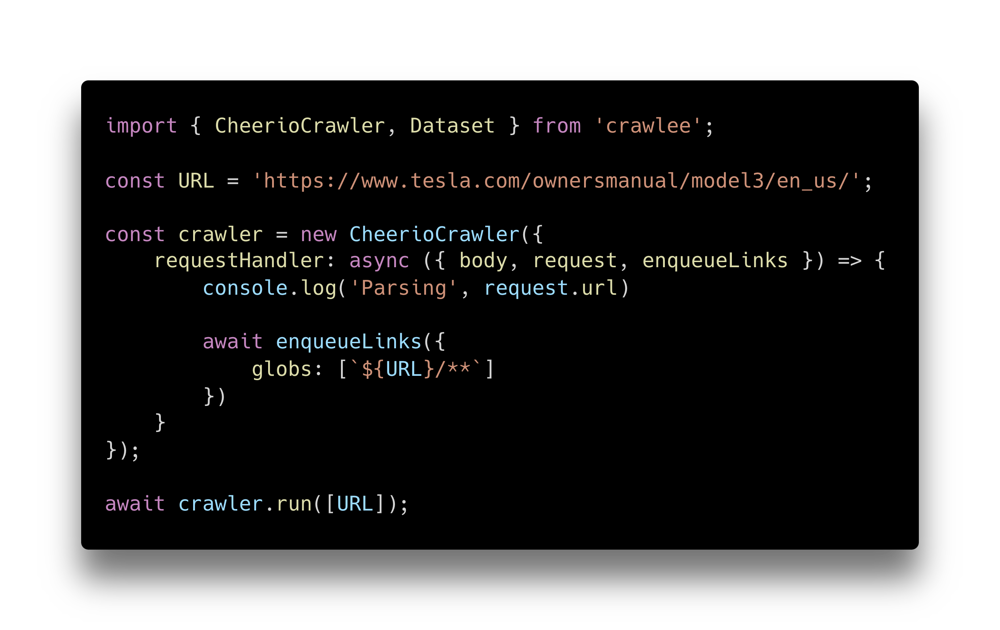 import { CheerioCrawler, Dataset } from 'crawlee';
const URL = 'https://www.tesla.com/ownersmanual/model3/en_us/';
const crawler = new CheerioCrawler({
    requestHandler: async ({ body, request, enqueueLinks }) => {
        console.log('Parsing', request.url)
        await enqueueLinks({
            globs: [`${URL}/**`]
        })
    }
});
await crawler.run([URL]);